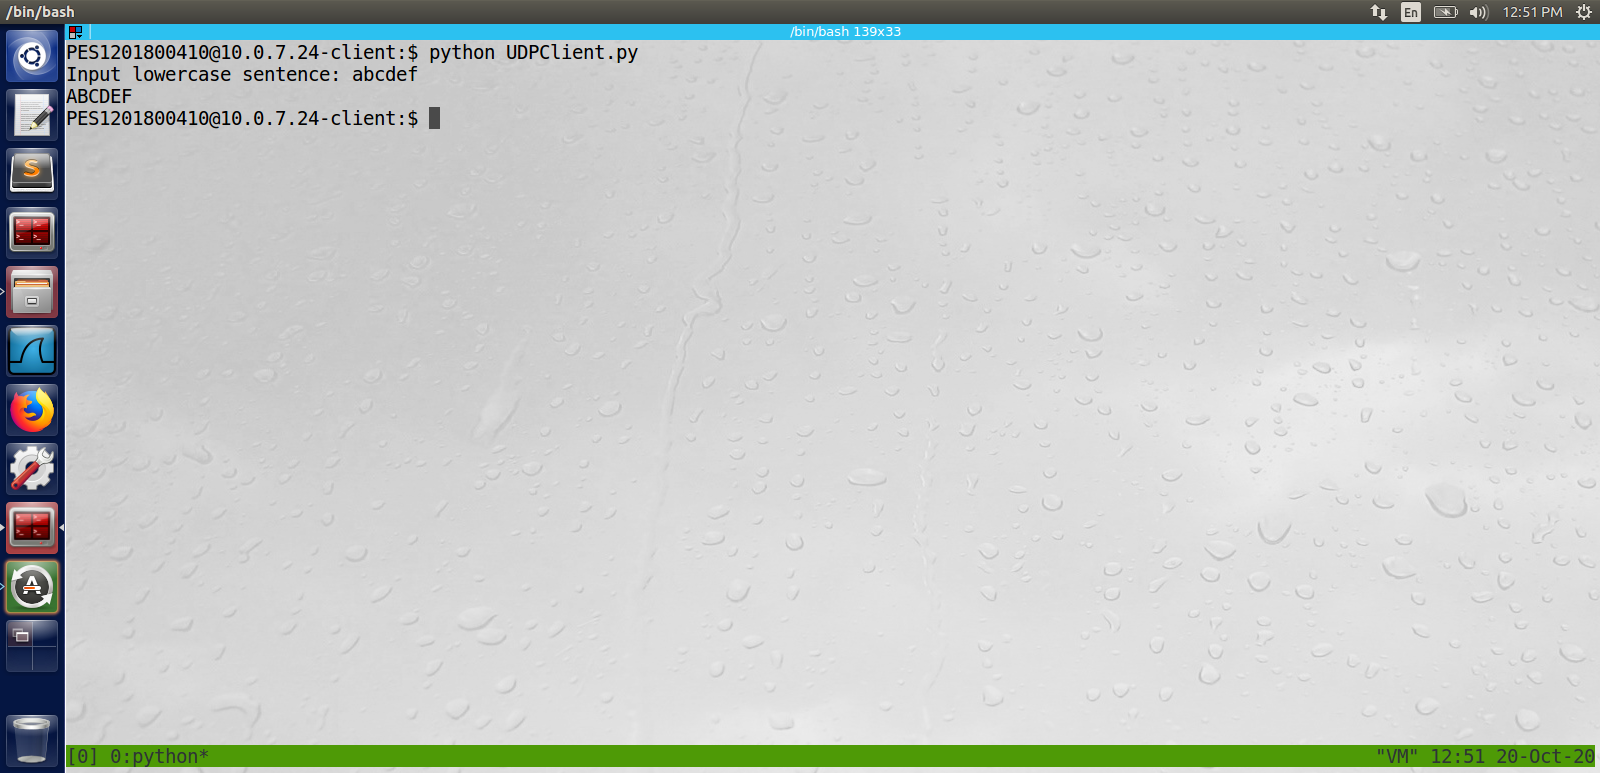 /bin/bash
En
12:51 PM
/bin/bash 139x33
PES1201800410@10.0.7.24-client:$ python UDPClient.py
Input lowercase sentence: abcdef
ABCDEF
PES1201800410@10.0.7.24-client:$
[0] 0:python*
"VM" 12:51 20-Oct-20